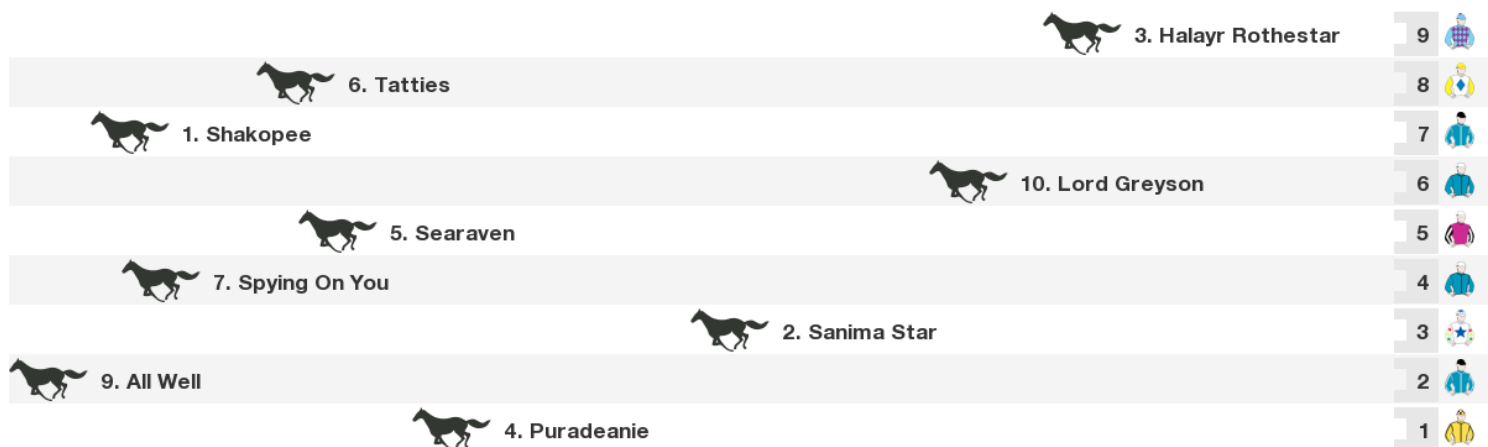 3. Halayr Rothestar 9
6. Tatties 8
1. Shakopee 7
10. Lord Greyson 6
5. Searaven 5
7. Spying On You 4
2. Sanima Star 3
9. All Well 2
4. Puradeanie 1